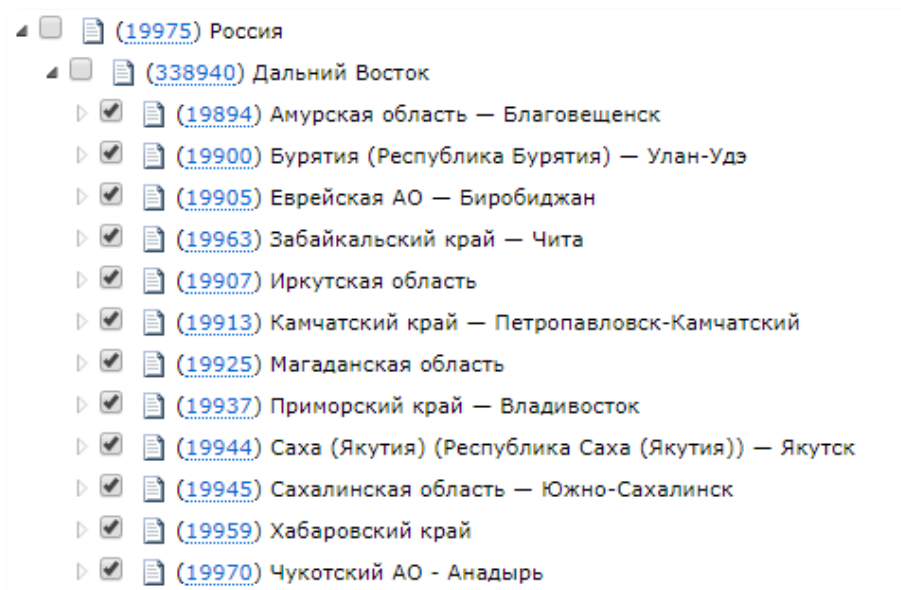 (19975) Россия
(338940) Дальний Восток
(19894) Амурская область — Благовещенск
(19900) Бурятия (Республика Бурятия) — Улан-Удэ
(19905) Еврейская АО — Биробиджан
(19963) Забайкальский край — Чита
(19907) Иркутская область
(19913) Камчатский край — Петропавловск-Камчатский
(19925) Магаданская область
(19937) Приморский край — Владивосток
(19944) Саха (Якутия) (Республика Саха (Якутия)) — Якутск
(19945) Сахалинская область — Южно-Сахалинск
(19959) Хабаровский край
(19970) Чукотский АО - Анадырь